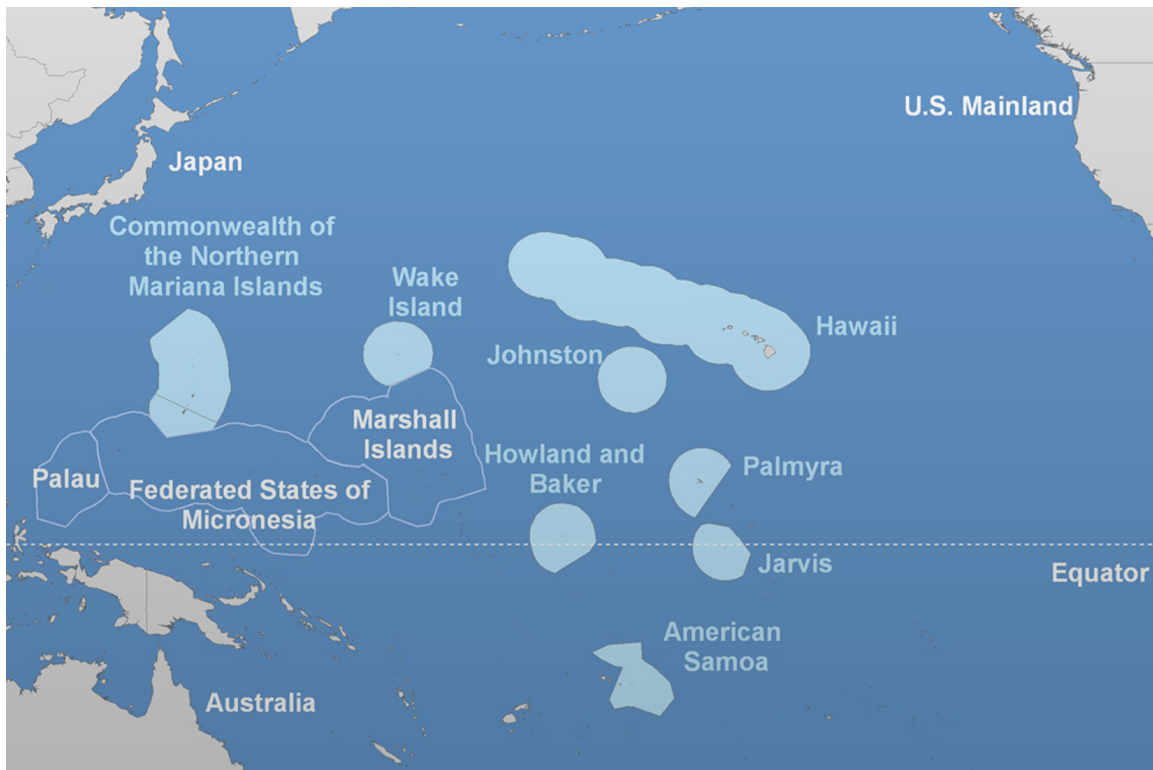 U.S. Mainland
Japan
Commonwealth of
the Northern
Mariana Islands
Wake
Island
Hawaii
Johnston
Marshall
Islands
Howland and
Baker
Palmyra
Palau
Federated States of
Micronesia
Jarvis
Equator
American
Samoa
Australia